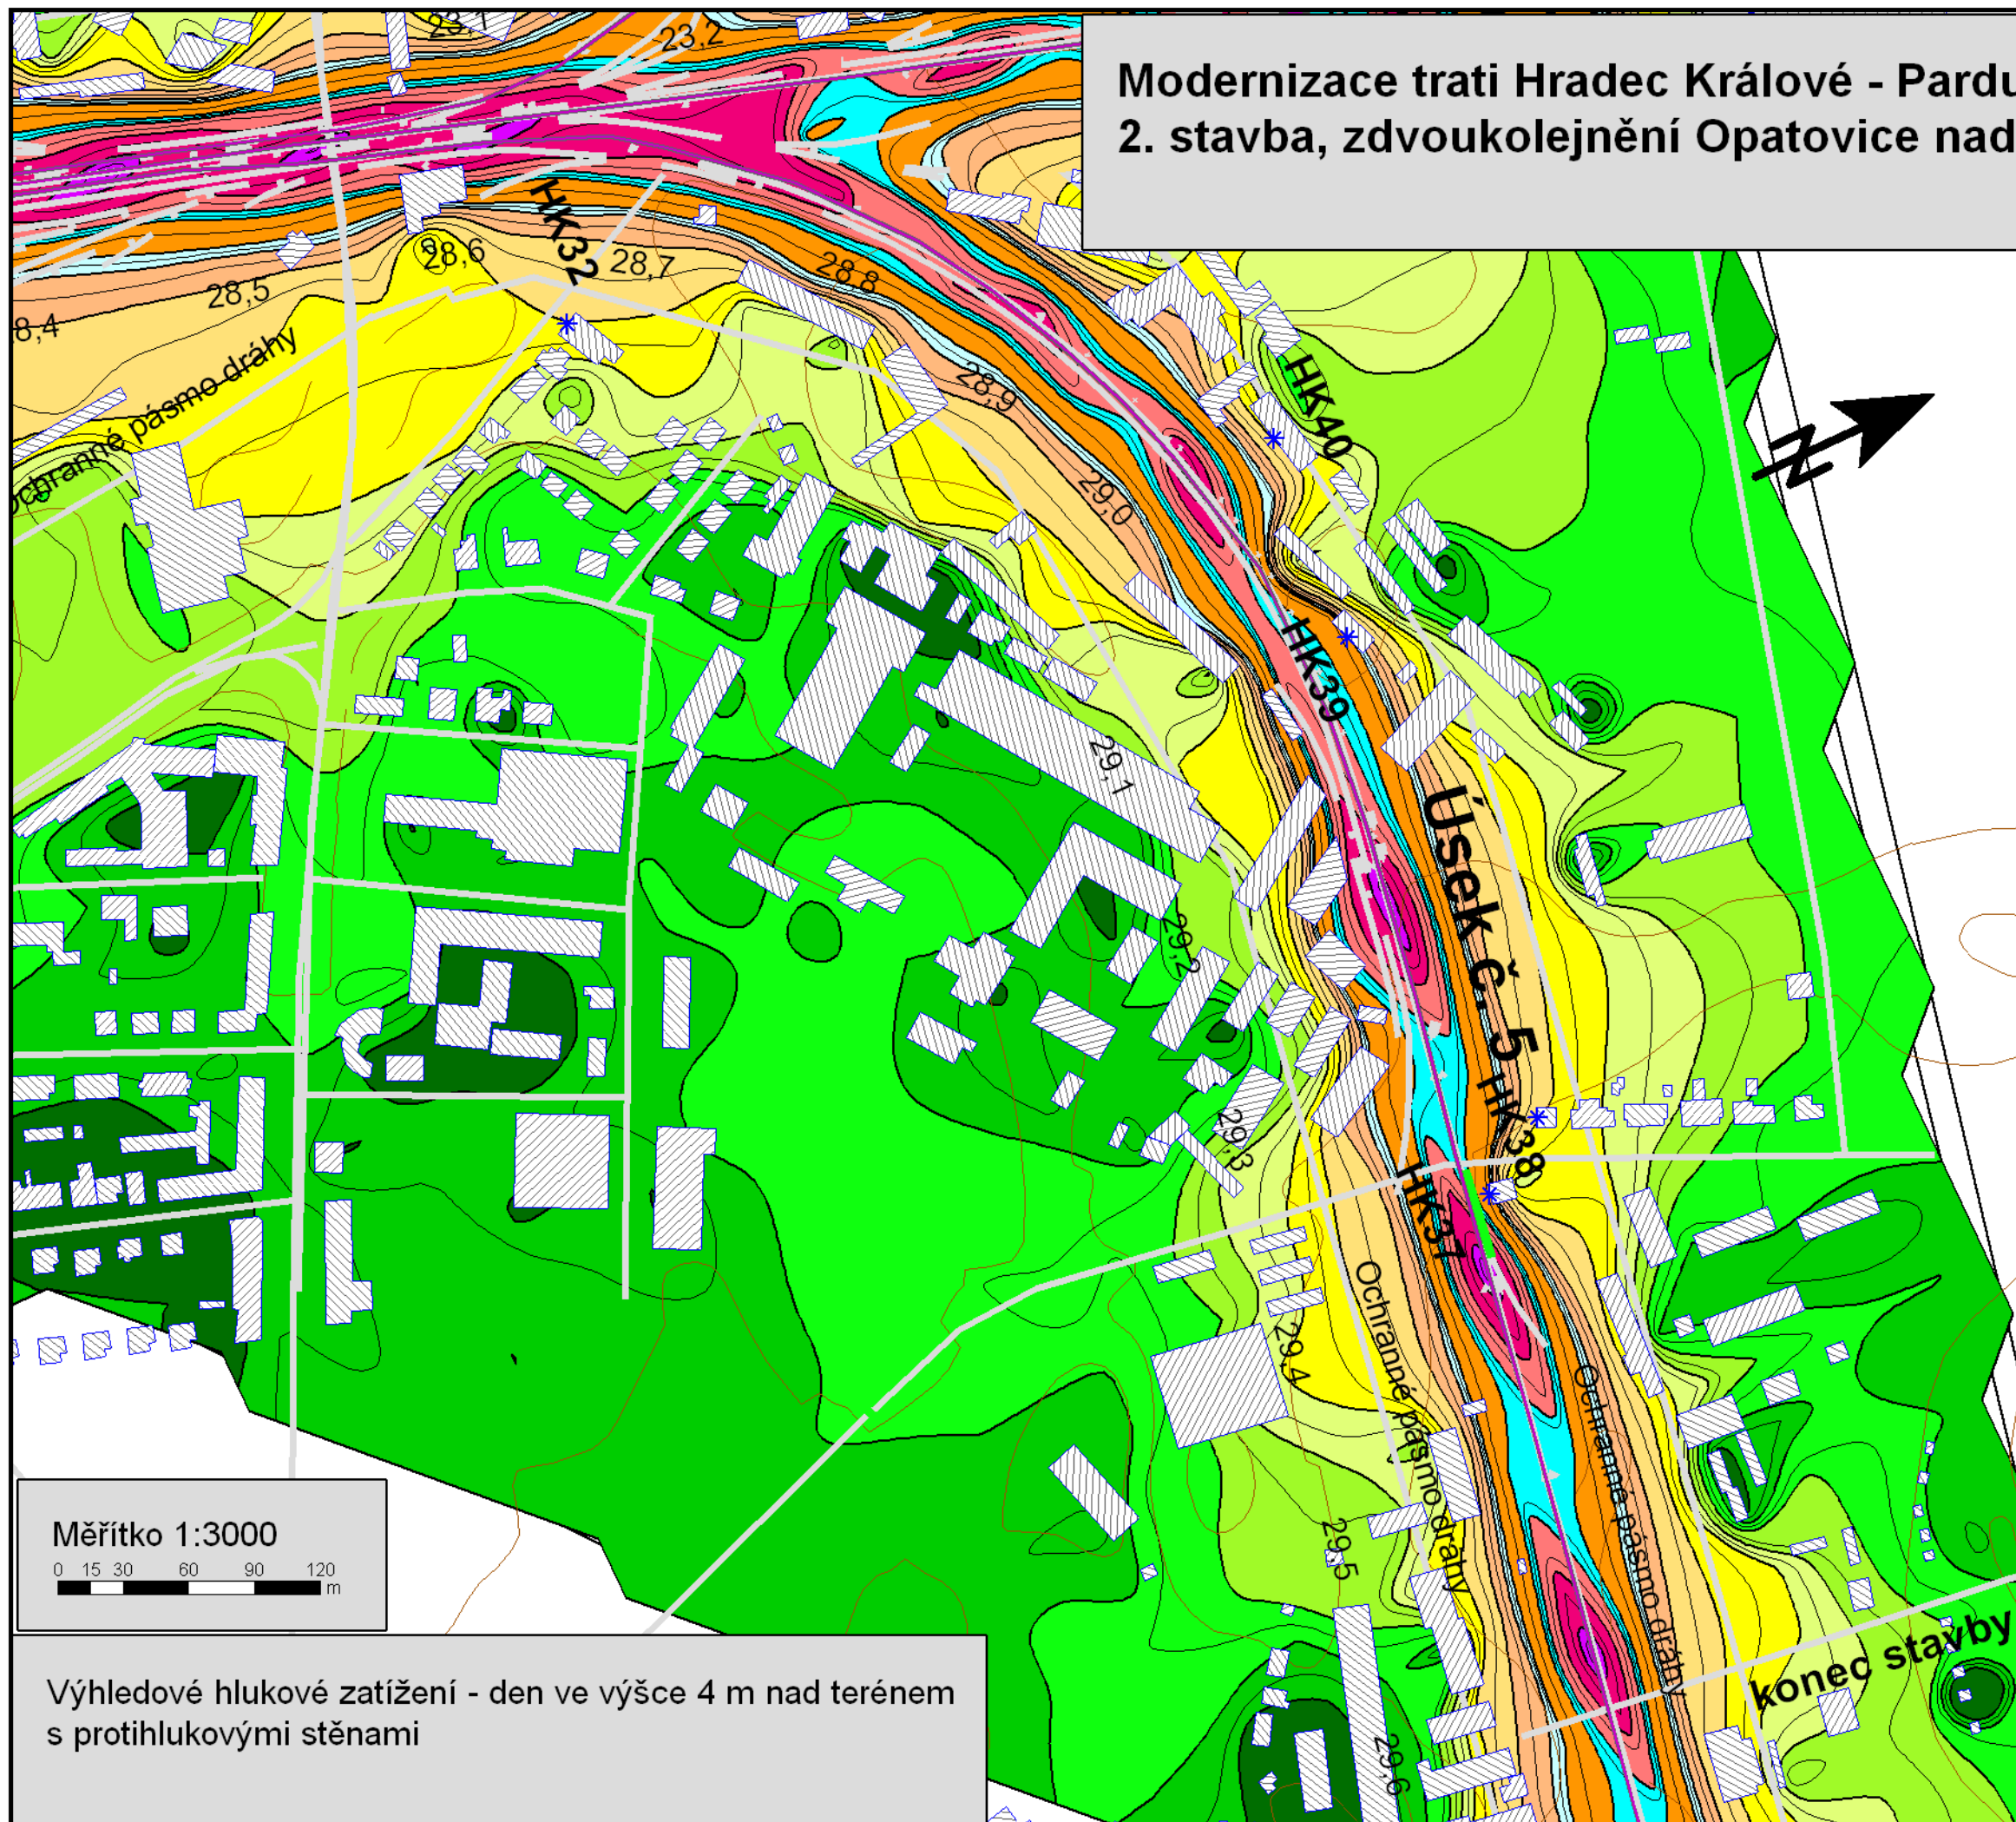 Modernizace trati Hradec Králové - Pardu
2. stavba, zdvoukolejnění Opatovice nad
23,1
23,2
HK32
28,4
28,5
28,6
28,7
28,8
28,9
29,0
HK40
Ochranné pásmo dráhy
HK39
29,1
Úsek č. 5
29,2
HK38
29,3
HK37
Ochranné pásmo dráhy
29,4
Ochranné pásmo dráhy
29,5
konec stavby
29,6
Měřítko 1:3000
0 15 30 60 90 120
m
Výhledové hlukové zatížení - den ve výšce 4 m nad terénem
s protihlukovými stěnami